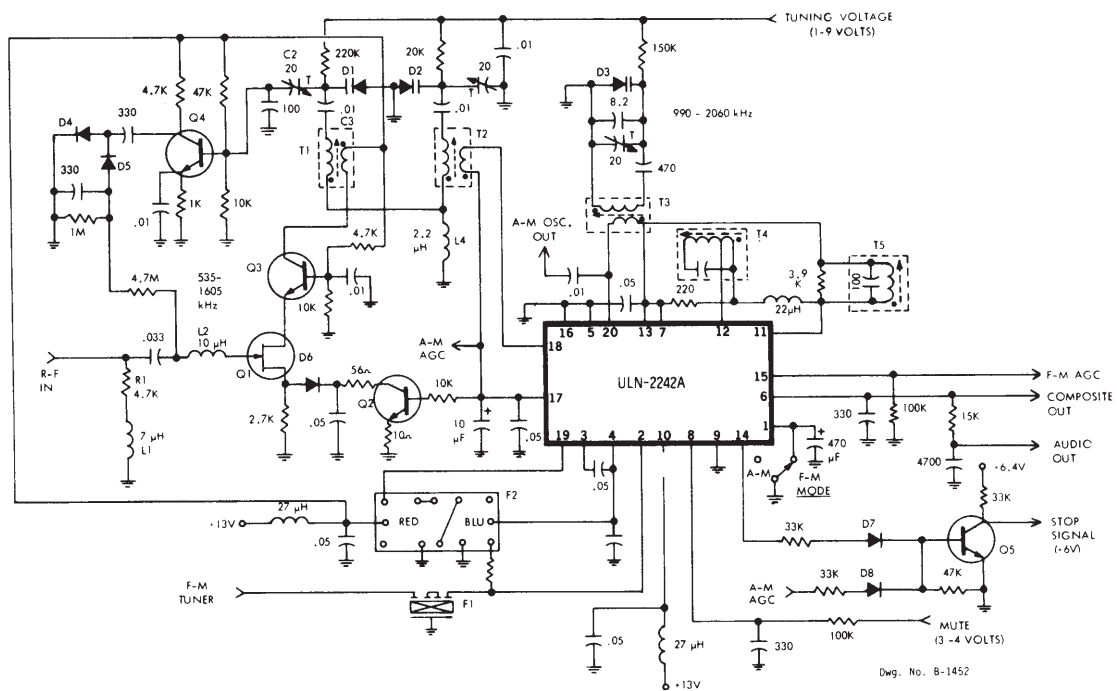 TUNING VOLTAGE
(1-9 VOLTS)
C2
20
T
220K
D1
20K
D2
20
T
.01
150K
D3
8.2
990 - 2060 kHz
20
T
470
4.7K
47K
100
.01
C3
.01
330
D4
Q4
D5
T1
T2
330
.01
1K
10K
1M
T3
A-M OSC.
OUT
T4
T5
4.7K
2.2
μH
L4
Q3
535-
1605
kHz
10K
.01
4.7M
.01
.05
220
22μH
3.9
K
100
16
5
20
13
7
12
11
.033
L2
10 μH
D6
Q1
A-M
AGC
18
ULN-2242A
15
F-M AGC
R-F
IN
R1
4.7K
56Ω
Q2
10K
17
6
COMPOSITE
OUT
2.7K
.05
10Ω
10
μF
+
.05
330
100K
15K
7 μH
L1
19
3
4
2
10
8
9
14
1
+
470
μF
4700
AUDIO
OUT
.05
A-M
F-M
MODE
+6.4V
33K
27 μH
+13V
.05
RED
BLU
F2
33K
D7
STOP
SIGNAL
(+6V)
Q5
F-M
TUNER
F1
A-M
AGC
33K
D8
47K
.05
27 μH
330
100K
MUTE
(3 -4 VOLTS)
+13V
Dwg. No. B-1452